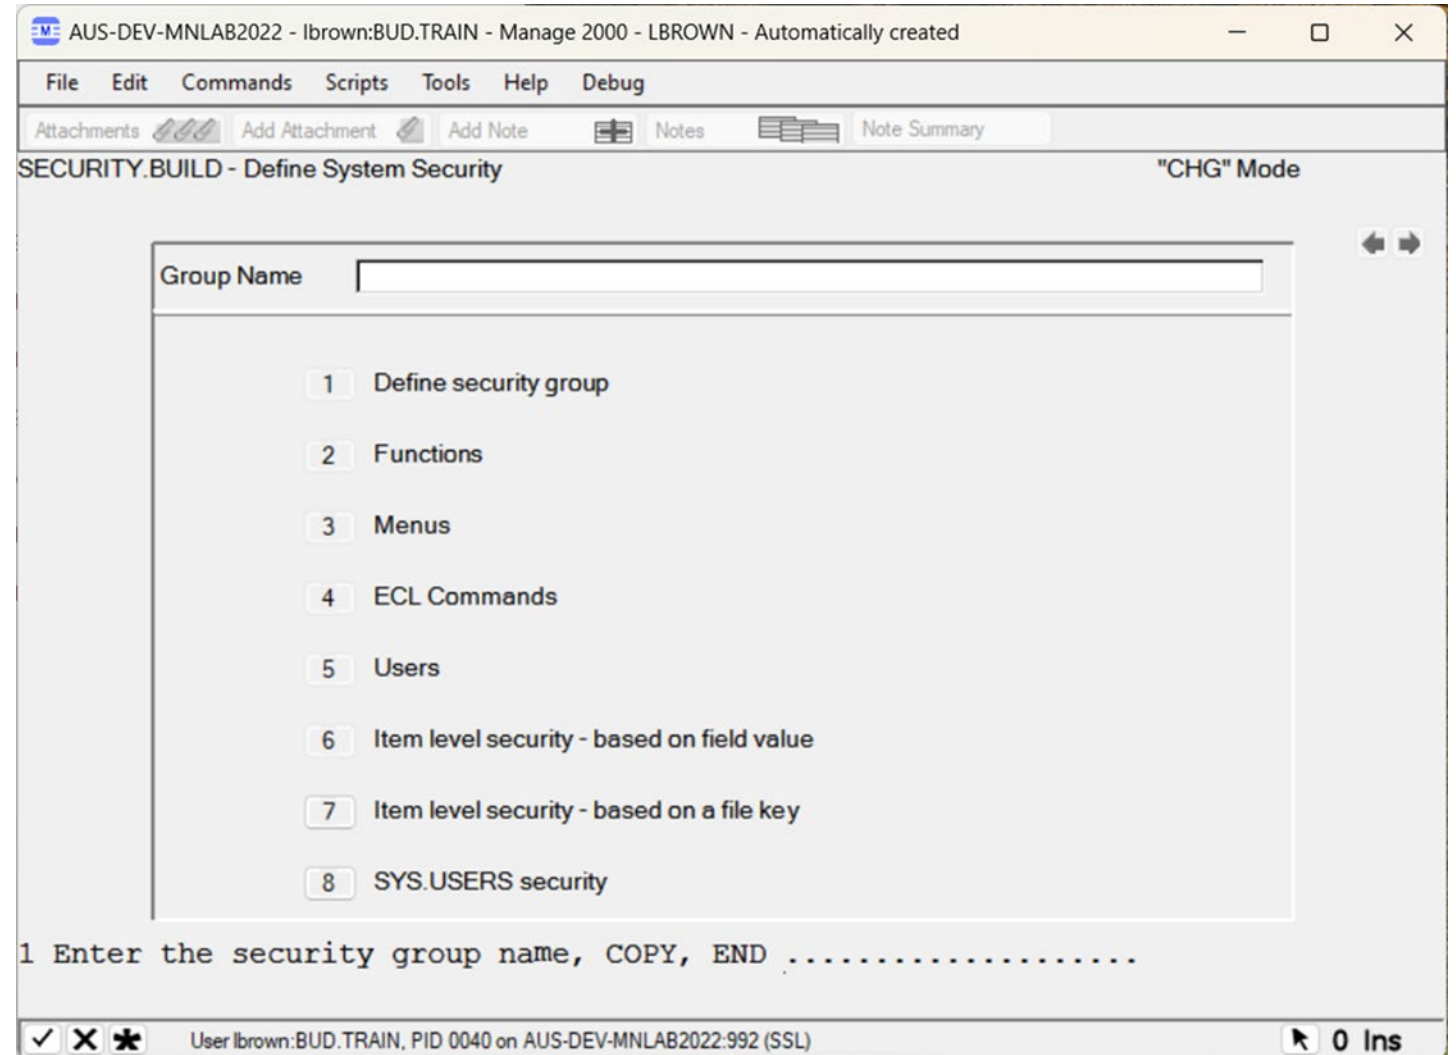 AUS-DEV-MNLAB2022 - lbrown:BUD.TRAIN - Manage 2000 - LBROWN - Automatically created
File Edit Commands Scripts Tools Help Debug
Attachments Add Attachment Add Note Notes Note Summary
SECURITY.BUILD - Define System Security "CHG" Mode
Group Name
1 Define security group
2 Functions
3 Menus
4 ECL Commands
5 Users
6 Item level security - based on field value
7 Item level security - based on a file key
8 SYS.USERS security
1 Enter the security group name, COPY, END ....................
User lbrown:BUD.TRAIN, PID 0040 on AUS-DEV-MNLAB2022:992 (SSL) 0 Ins